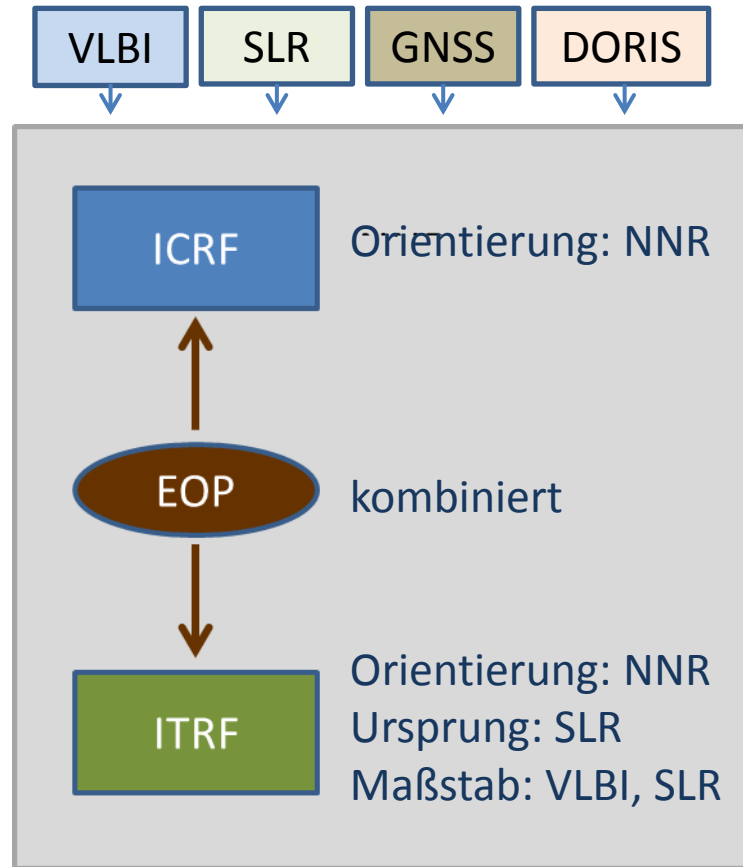 VLBI SLR GNSS DORIS
ICRF Orientierung: NNR
EOP kombiniert
Orientierung: NNR
ITRF Ursprung: SLR
Maßstab: VLBI, SLR